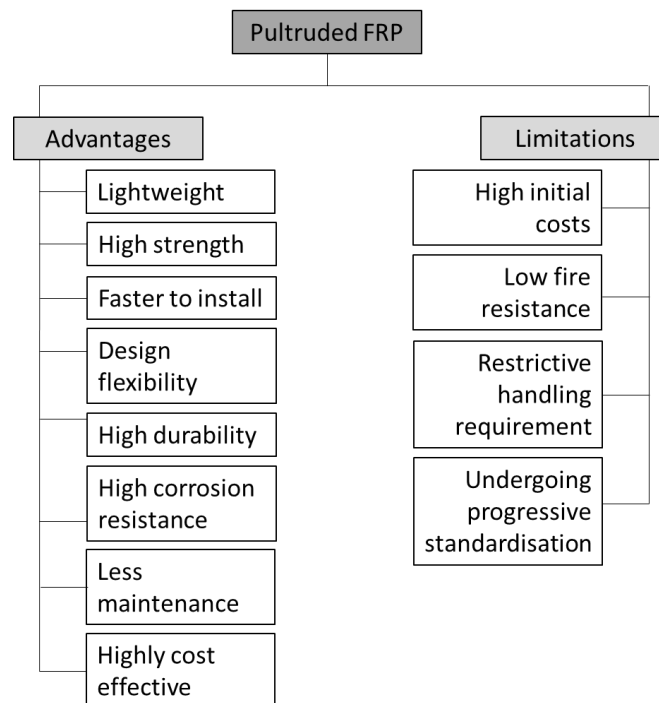 Pultruded FRP
Advantages
Lightweight
High strength
Faster to install
Design
flexibility
High durability
High corrosion
resistance
Less
maintenance
Highly cost
effective
Limitations
High initial
costs
Low fire
resistance
Restrictive
handling
requirement
Undergoing
progressive
standardisation